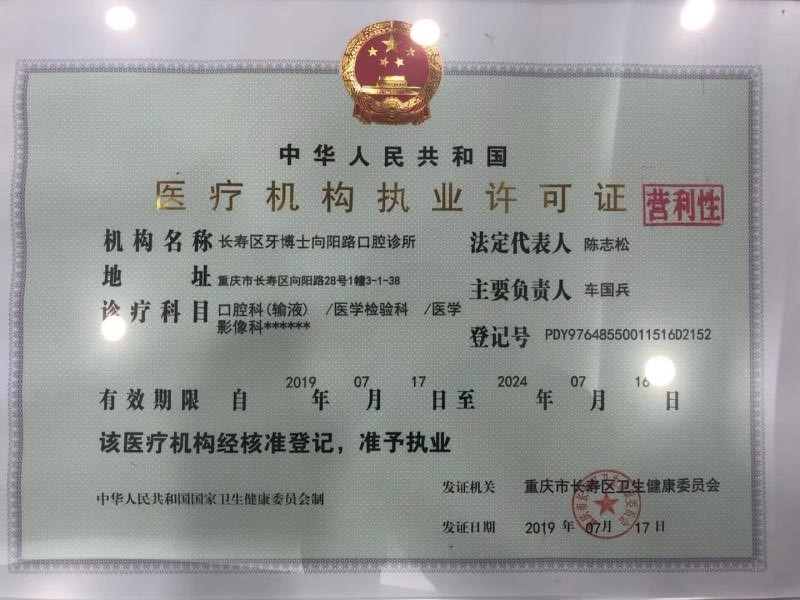 中华人民共和国
医疗机构执业许可证 营利性
机构名称 长寿区牙博士向阳路口腔诊所
法定代表人 陈志松
地址 重庆市长寿区向阳路28号1幢3-1-38
主要负责人 车国兵
诊疗科目 口腔科(输液) /医学检验科 /医学
影像科******
登记号 PDY97648550011516D2152
有效期限 自 2019 年 07 月 17 日至 2024 年 07 月 16 日
该医疗机构经核准登记，准予执业
中华人民共和国国家卫生健康委员会制
发证机关 重庆市长寿区卫生健康委员会
发证日期 2019 年 07月 17 日